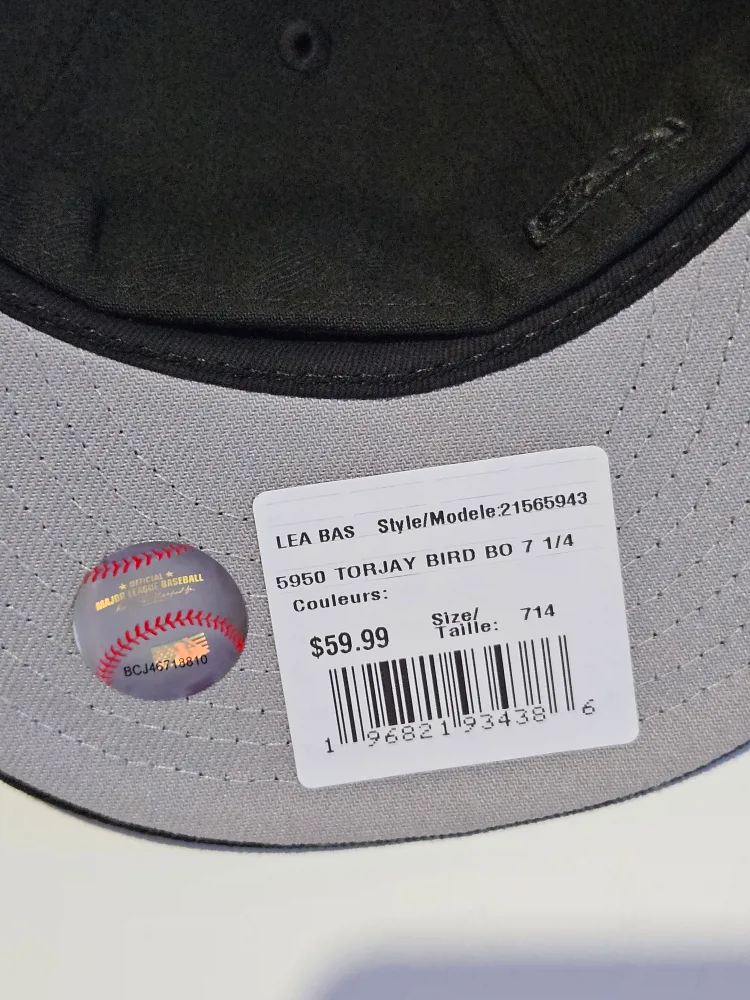 LEA BAS Style/Modele:21565943
5950 TORJAY BIRD BO 7 1/4
Couleurs:
$59.99 Size/ Taille: 714
1 96821 93438 6
OFFICIAL
MAJOR LEAGUE BASEBALL
BCJ46718810